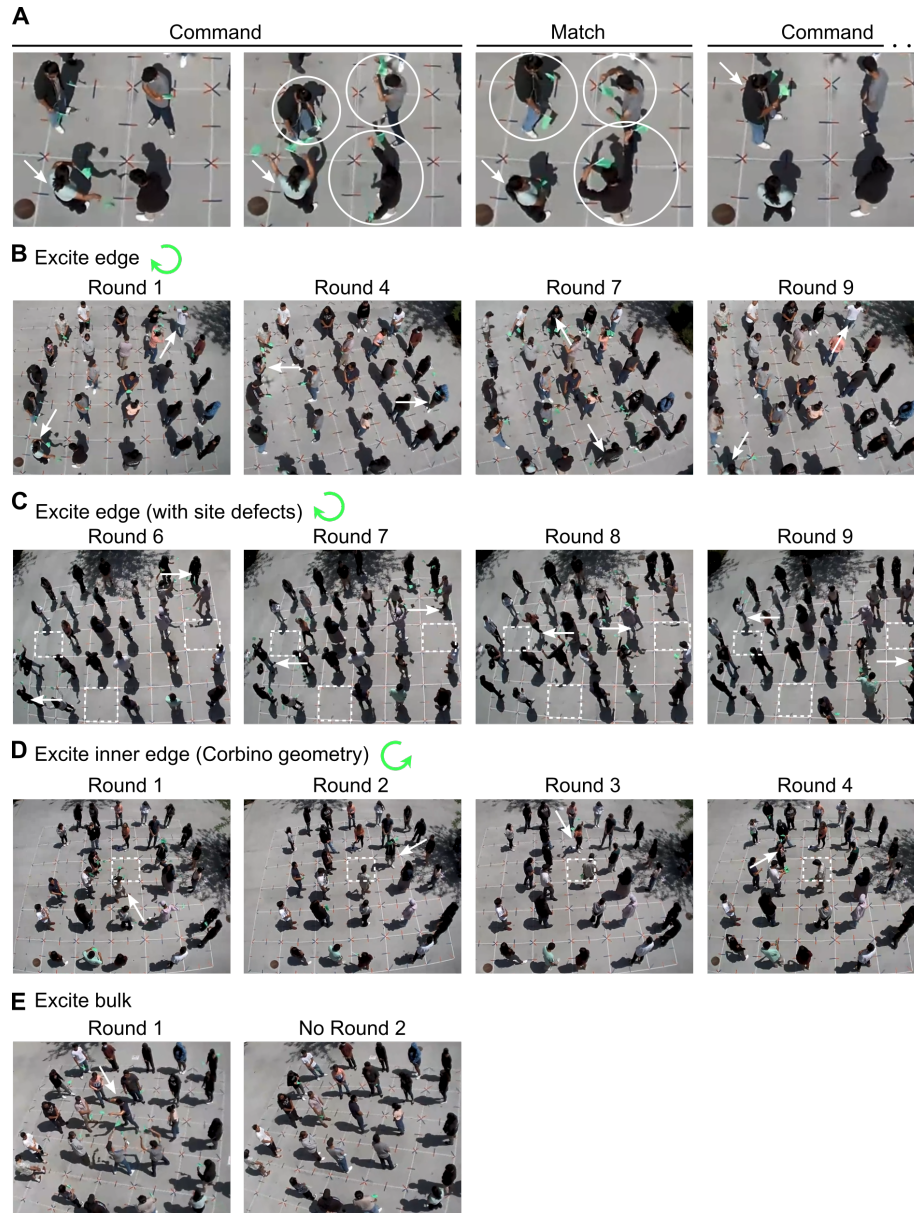 A
Command Match Command . .
B Excite edge
Round 1 Round 4 Round 7 Round 9
C Excite edge (with site defects)
Round 6 Round 7 Round 8 Round 9
D Excite inner edge (Corbino geometry)
Round 1 Round 2 Round 3 Round 4
E Excite bulk
Round 1 No Round 2